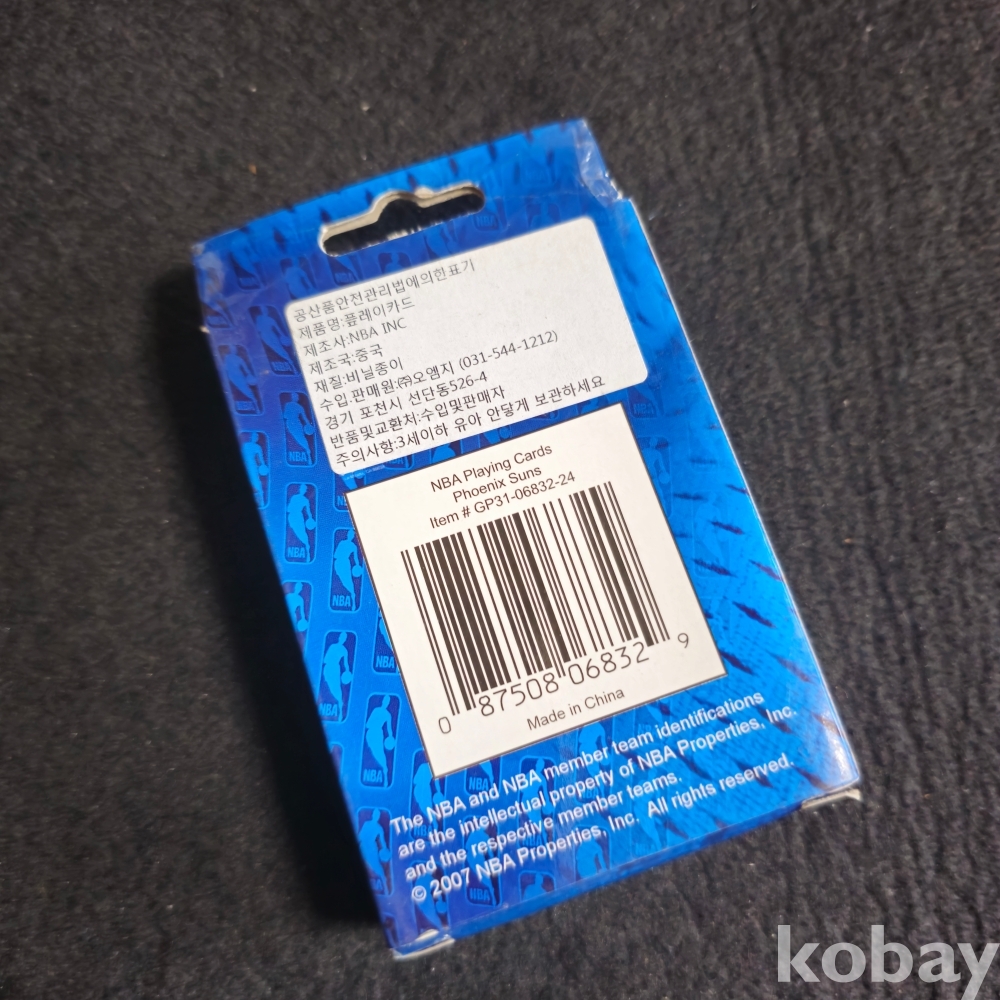 공산품안전관리법에의한표기
제품명:플레이카드
제조사:NBA INC
제조국:중국
재질:비닐종이
수입.판매원:㈜오엠지 (031-544-1212)
경기 포천시 선단동526-4
반품및교환처:수입및판매자
주의사항:3세이하 유아 안닿게 보관하세요
NBA Playing Cards
Phoenix Suns
Item # GP31-06832-24
0 87508 06832 9
Made in China
The NBA and NBA member team identifications
are the intellectual property of NBA Properties, Inc.
and the respective member teams.
© 2007 NBA Properties, Inc. All rights reserved.
NBA
NBA
NBA
NBA
NBA
NBA
kobay